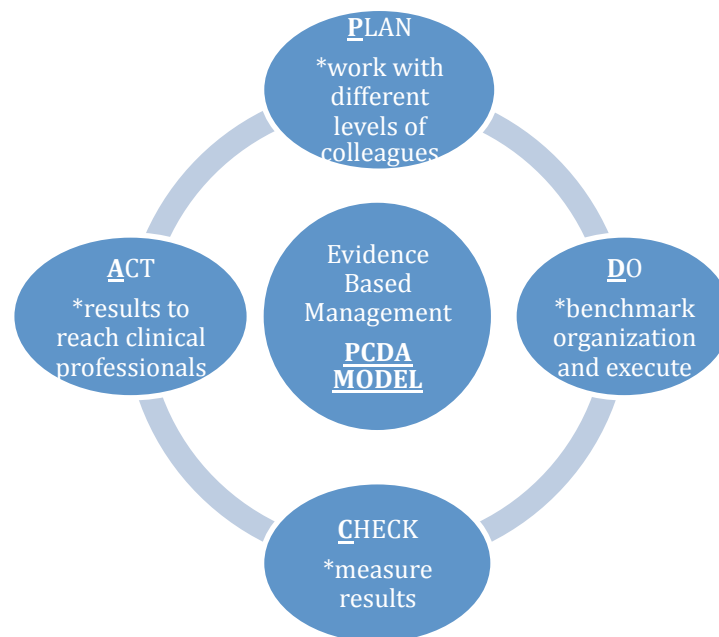 PLAN
*work with
different
levels of
colleagues
ACT
*results to
reach clinical
professionals
Evidence
Based
Management
PCDA
MODEL
DO
*benchmark
organization
and execute
CHECK
*measure
results